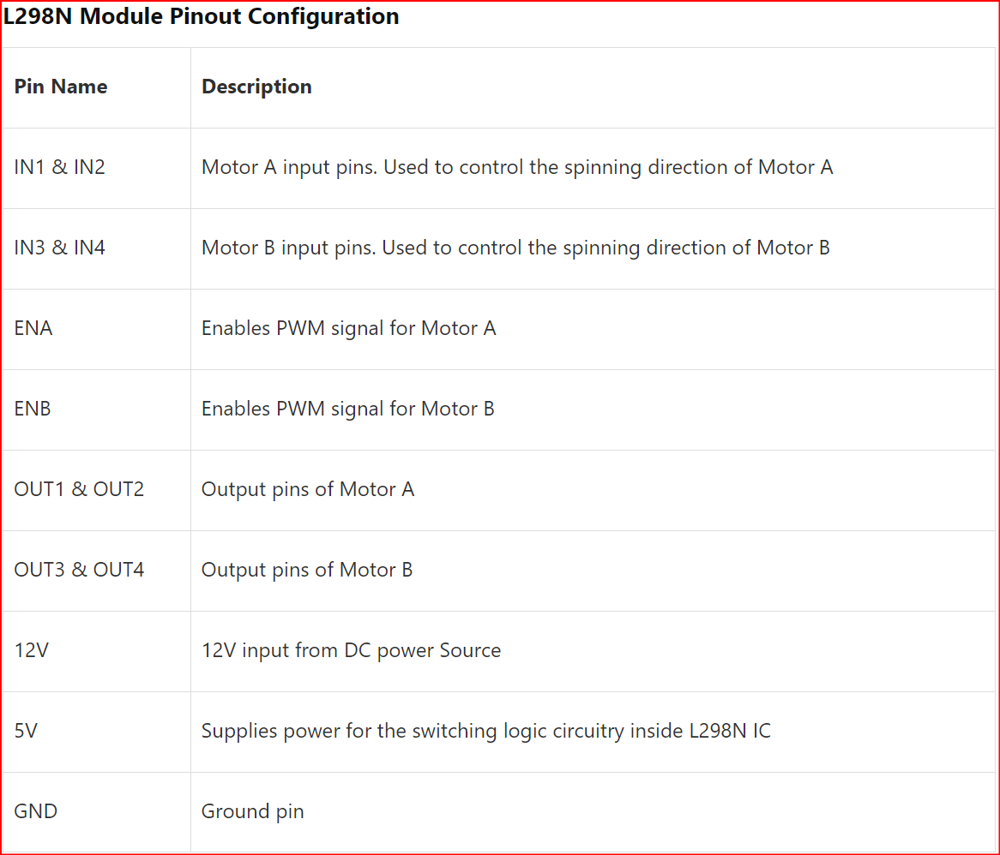 L298N Module Pinout Configuration
Pin Name Description
IN1 & IN2 Motor A input pins. Used to control the spinning direction of Motor A
IN3 & IN4 Motor B input pins. Used to control the spinning direction of Motor B
ENA Enables PWM signal for Motor A
ENB Enables PWM signal for Motor B
OUT1 & OUT2 Output pins of Motor A
OUT3 & OUT4 Output pins of Motor B
12V 12V input from DC power Source
5V Supplies power for the switching logic circuitry inside L298N IC
GND Ground pin